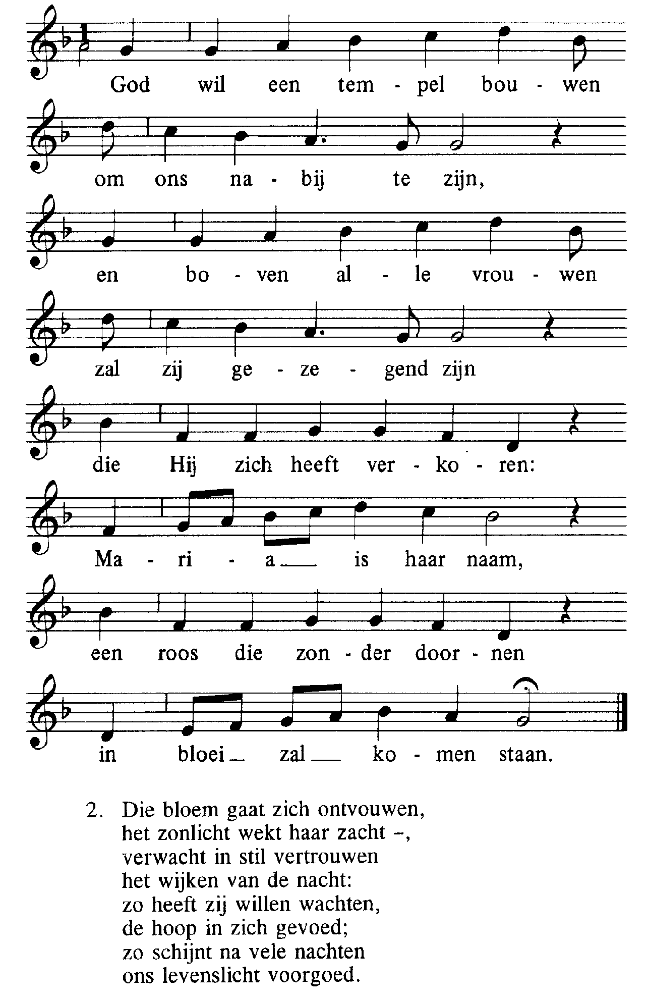 God wil een tem - pel bou - wen
om ons na - bij te zijn,
en bo - ven al - le vrou - wen
zal zij ge - ze - gend zijn
die Hij zich heeft ver - ko - ren:
Ma - ri - a__ is haar naam,
een roos die zon - der door - nen
in bloei_ zal__ ko - men staan.
2. Die bloem gaat zich ontvouwen,
het zonlicht wekt haar zacht –,
verwacht in stil vertrouwen
het wijken van de nacht:
zo heeft zij willen wachten,
de hoop in zich gevoed;
zo schijnt na vele nachten
ons levenslicht voorgoed.